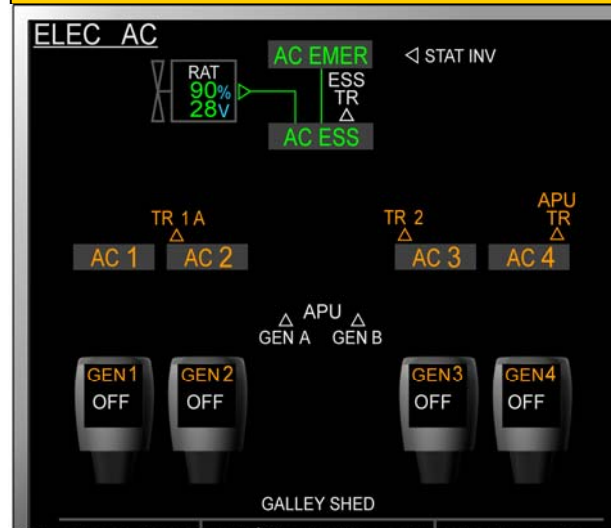 ELEC AC
AC EMER
STAT INV
RAT
90%
28V
ESS
TR
AC ESS
TR 1 A
TR 2
APU
TR
AC 1
AC 2
AC 3
AC 4
APU
GEN A
GEN B
GEN1
OFF
GEN2
OFF
GEN3
OFF
GEN4
OFF
GALLEY SHED